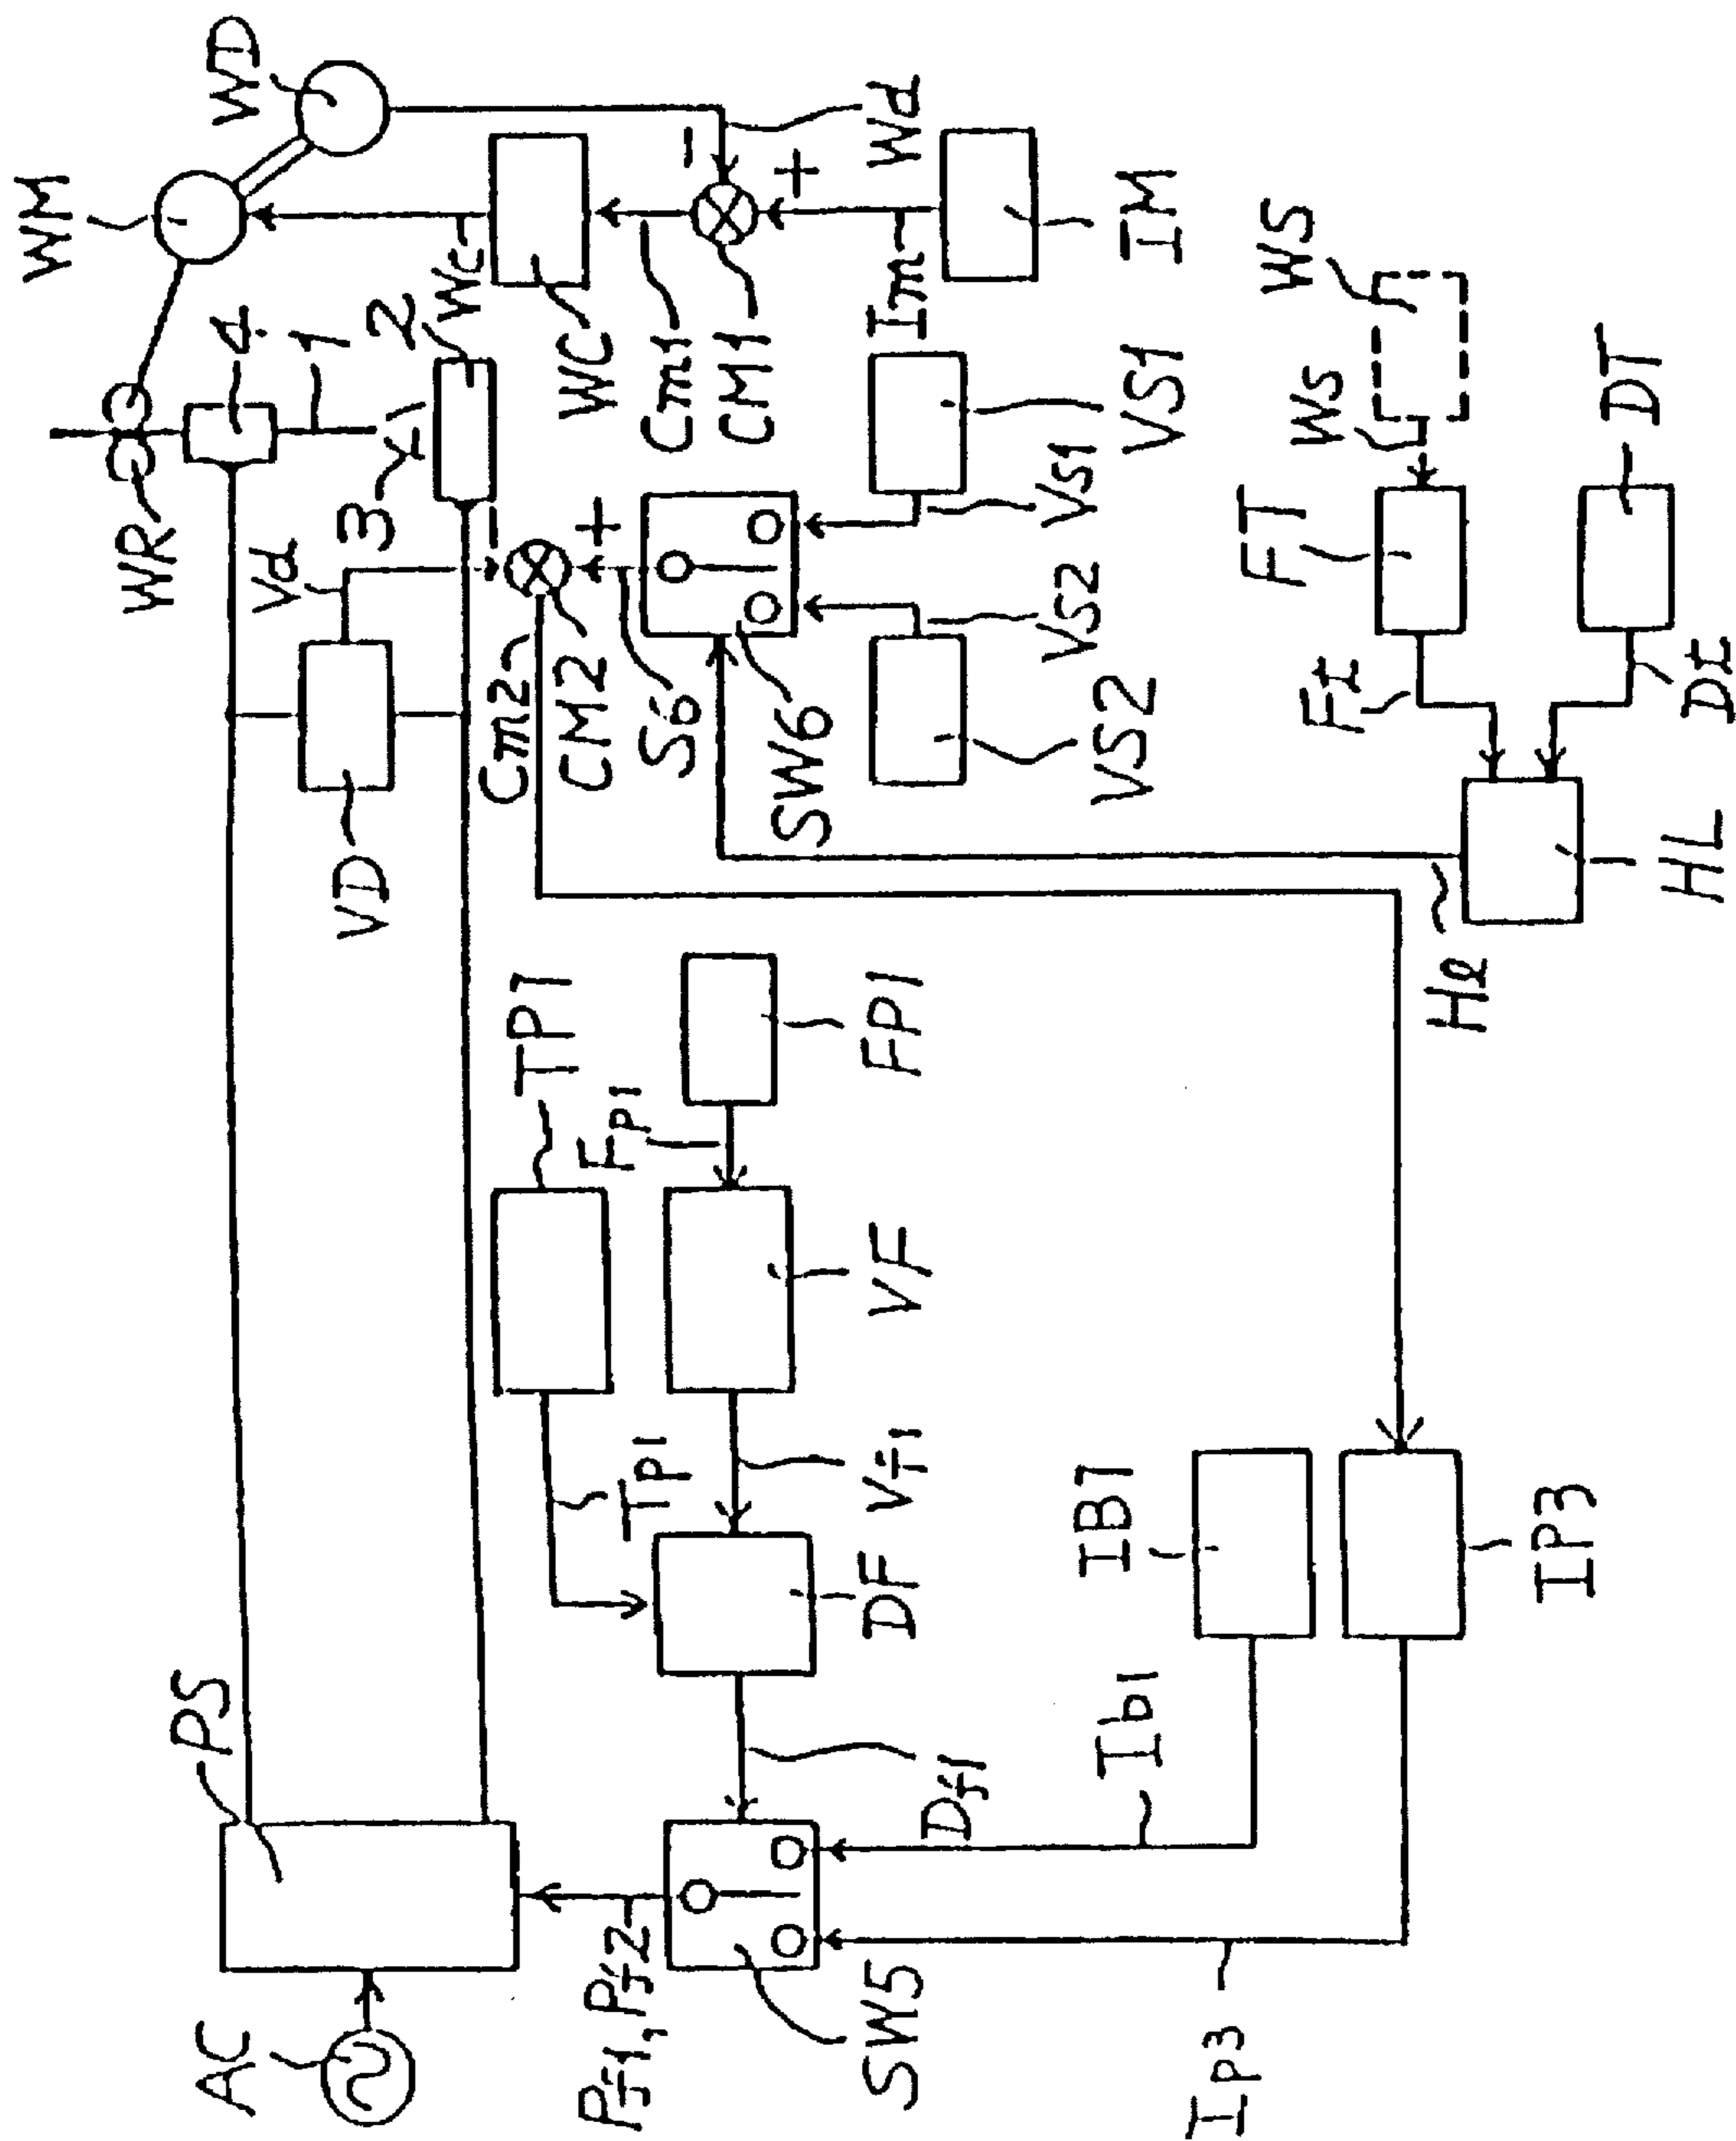 AC
PS
Pf1, Pf2
SW5
Ip3
Df1
Ib1
DF
Tp1
Vf1
IB1
IP3
TP1
Fp1
VF
FP1
VD
Vd
Cm2
CM2
S6
SW6
VS2
Vs2
Vs1
VS1
Hl
HL
Ft
Dt
FT
DT
Ws
WS
WR
3
4
1
2
-
+
WM
WD
Wc
WC
Cm1
CM1
-
+
Im
Wd
IM